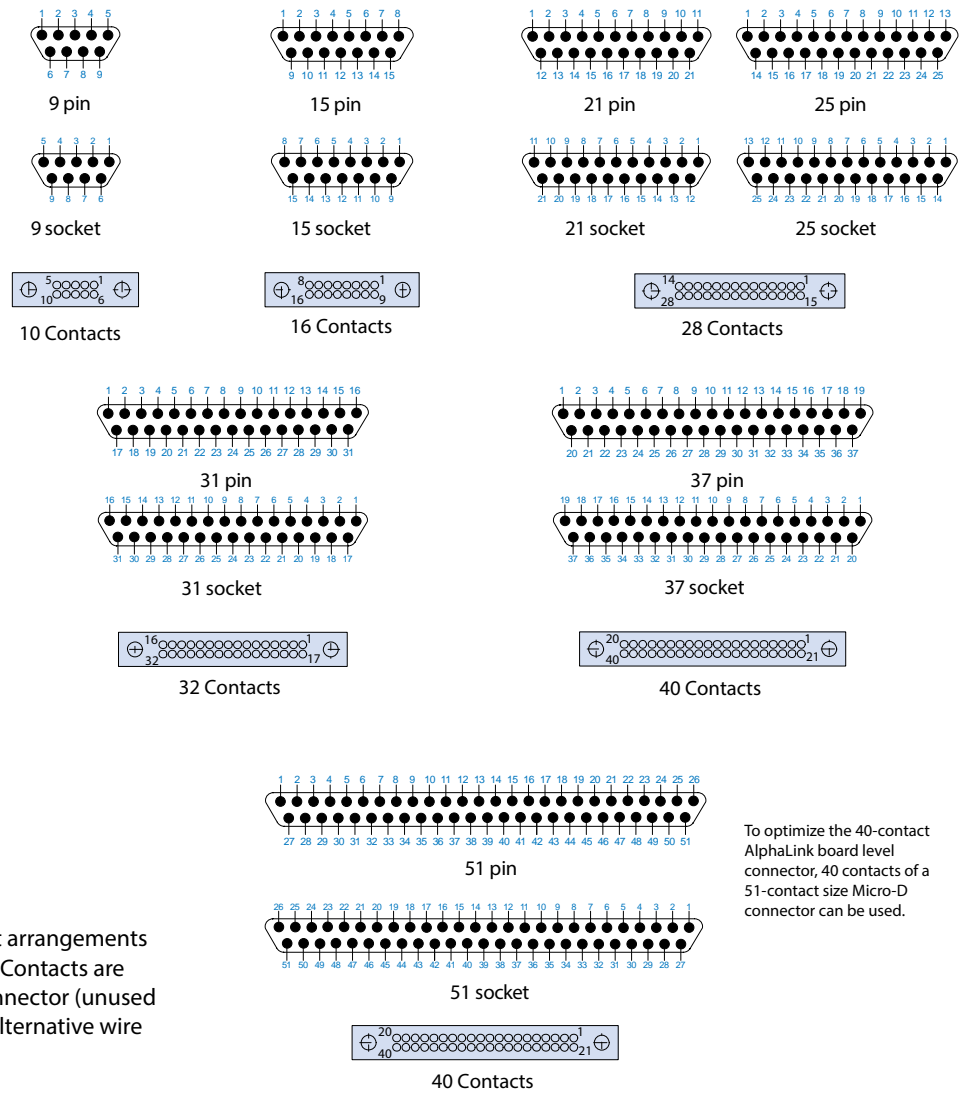 1 2 3 4 5
6 7 8 9
9 pin
1 2 3 4 5 6 7 8
9 10 11 12 13 14 15
15 pin
1 2 3 4 5 6 7 8 9 10 11
12 13 14 15 16 17 18 19 20 21
21 pin
1 2 3 4 5 6 7 8 9 10 11 12 13
14 15 16 17 18 19 20 21 22 23 24 25
25 pin
5 4 3 2 1
9 8 7 6
9 socket
8 7 6 5 4 3 2 1
15 14 13 12 11 10 9
15 socket
11 10 9 8 7 6 5 4 3 2 1
21 20 19 18 17 16 15 14 13 12
21 socket
13 12 11 10 9 8 7 6 5 4 3 2 1
25 24 23 22 21 20 19 18 17 16 15 14
25 socket
5 1
10 6
10 Contacts
8 1
16 9
16 Contacts
14 1
28 15
28 Contacts
1 2 3 4 5 6 7 8 9 10 11 12 13 14 15 16
17 18 19 20 21 22 23 24 25 26 27 28 29 30 31
31 pin
1 2 3 4 5 6 7 8 9 10 11 12 13 14 15 16 17 18 19
20 21 22 23 24 25 26 27 28 29 30 31 32 33 34 35 36 37
37 pin
16 15 14 13 12 11 10 9 8 7 6 5 4 3 2 1
31 30 29 28 27 26 25 24 23 22 21 20 19 18 17
31 socket
19 18 17 16 15 14 13 12 11 10 9 8 7 6 5 4 3 2 1
37 36 35 34 33 32 31 30 29 28 27 26 25 24 23 22 21 20
37 socket
16 1
32 17
32 Contacts
20 1
40 21
40 Contacts
1 2 3 4 5 6 7 8 9 10 11 12 13 14 15 16 17 18 19 20 21 22 23 24 25 26
27 28 29 30 31 32 33 34 35 36 37 38 39 40 41 42 43 44 45 46 47 48 49 50 51
51 pin
To optimize the 40-contact
AlphaLink board level
connector, 40 contacts of a
51-contact size Micro-D
connector can be used.
26 25 24 23 22 21 20 19 18 17 16 15 14 13 12 11 10 9 8 7 6 5 4 3 2 1
51 50 49 48 47 46 45 44 43 42 41 40 39 38 37 36 35 34 33 32 31 30 29 28 27
51 socket
t arrangements
Contacts are
nnector (unused
lternative wire
20 1
40 21
40 Contacts